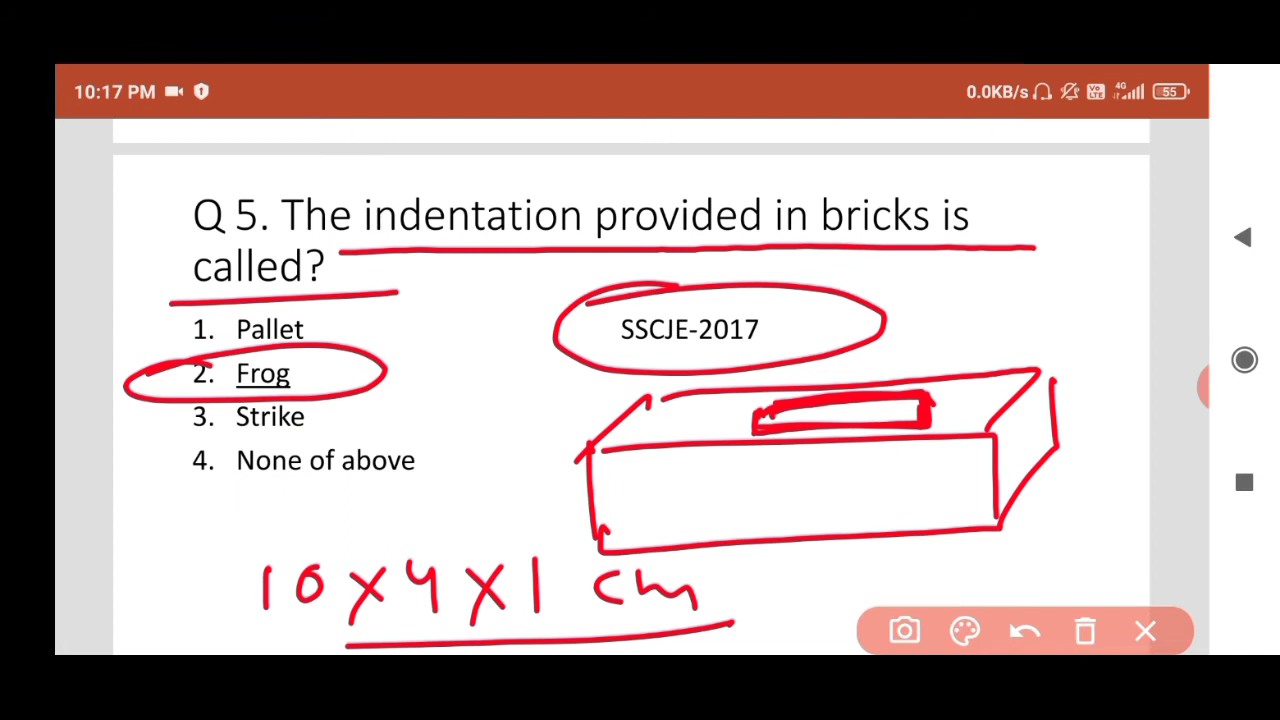 10:17 PM
0.0KB/s
4G
55
Q 5. The indentation provided in bricks is
called?
1. Pallet
SSCJE-2017
2. Frog
3. Strike
4. None of above
10 x 4 x 1 cm